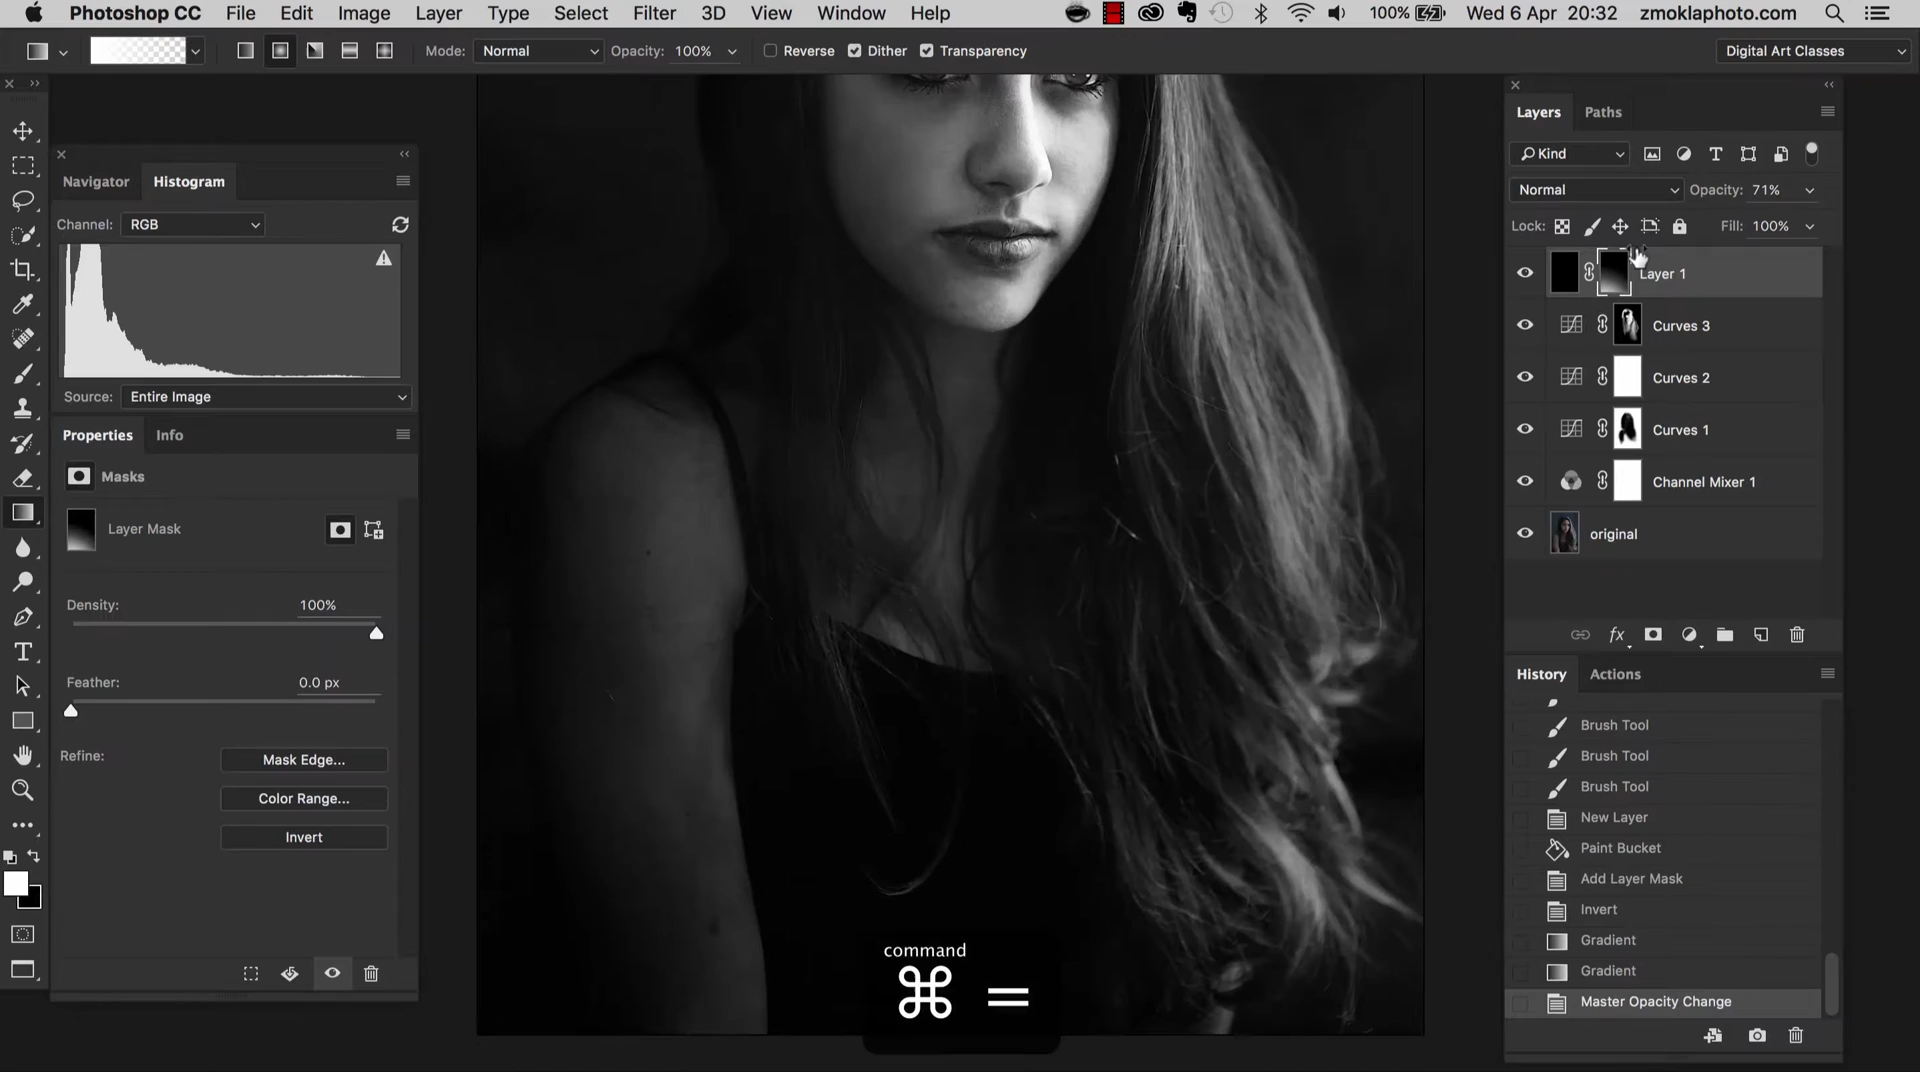 Photoshop CC File Edit Image Layer Type Select Filter 3D View Window Help 100% Wed 6 Apr 20:32 zmoklaphoto.com
Mode: Normal Opacity: 100% Reverse Dither Transparency Digital Art Classes
Navigator Histogram
Channel: RGB
Source: Entire Image
Properties Info
Masks
Layer Mask
Density: 100%
Feather: 0.0 px
Refine: Mask Edge...
Color Range...
Invert
command
⌘ =
Layers Paths
Kind
Normal Opacity: 71%
Lock: Fill: 100%
Layer 1
Curves 3
Curves 2
Curves 1
Channel Mixer 1
original
fx
History Actions
Brush Tool
Brush Tool
Brush Tool
New Layer
Paint Bucket
Add Layer Mask
Invert
Gradient
Gradient
Master Opacity Change